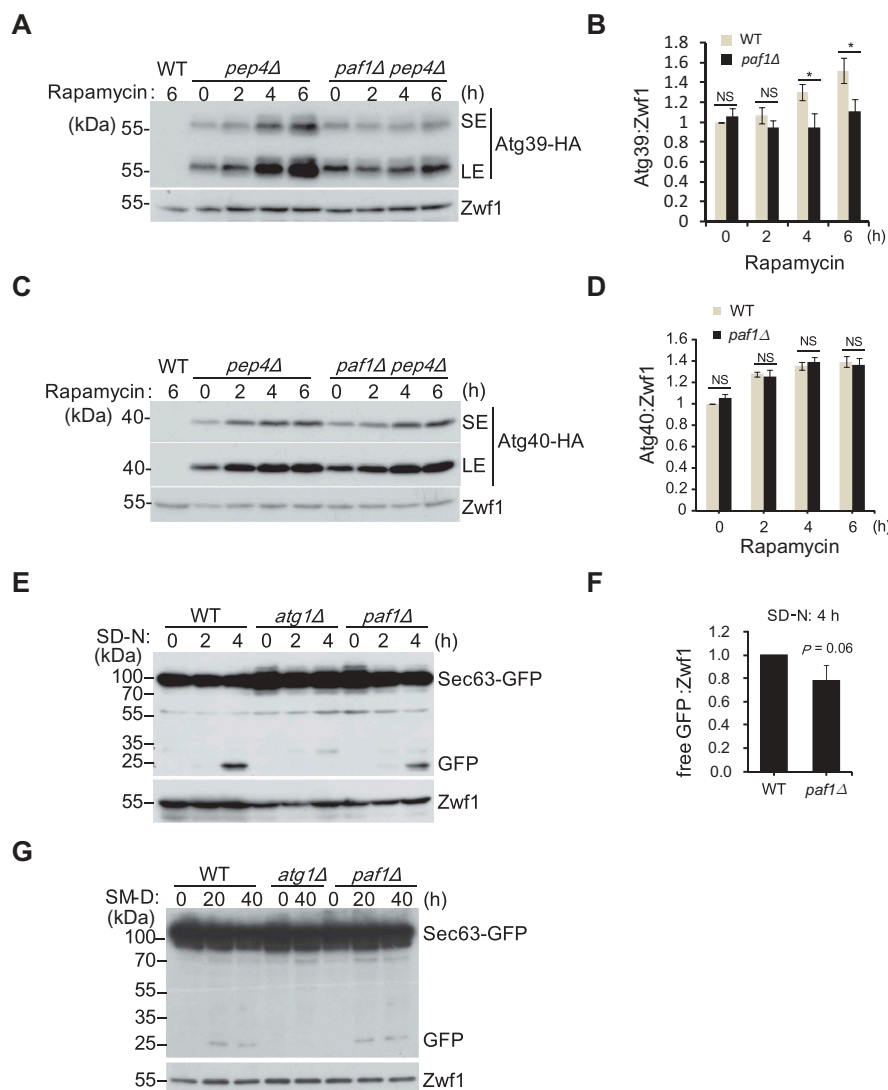 A
WT pep4Δ paf1Δ pep4Δ
Rapamycin: 6 0 2 4 6 0 2 4 6 (h)
(kDa)
55- SE
Atg39-HA
55- LE
55- Zwf1
B
WT
paf1Δ
Atg39:Zwf1
1.8
1.6
1.4
1.2
1
0.8
0.6
0.4
0.2
0
NS NS * *
0 2 4 6 (h)
Rapamycin
C
WT pep4Δ paf1Δ pep4Δ
Rapamycin: 6 0 2 4 6 0 2 4 6 (h)
(kDa)
40- SE
Atg40-HA
40- LE
55- Zwf1
D
WT
paf1Δ
Atg40:Zwf1
1.6
1.4
1.2
1
0.8
0.6
0.4
0.2
0
NS NS NS NS
0 2 4 6 (h)
Rapamycin
E
WT atg1Δ paf1Δ
SD-N: 0 2 4 0 2 4 0 2 4 (h)
(kDa)
100- Sec63-GFP
70-
55-
35-
25- GFP
55- Zwf1
F
SD-N: 4 h
free GFP :Zwf1
1.2
1.0
0.8
0.6
0.4
0.2
0.0
P = 0.06
WT paf1Δ
G
WT atg1Δ paf1Δ
SM-D: 0 20 40 0 40 0 20 40 (h)
(kDa)
100- Sec63-GFP
70-
55-
35-
25- GFP
55- Zwf1